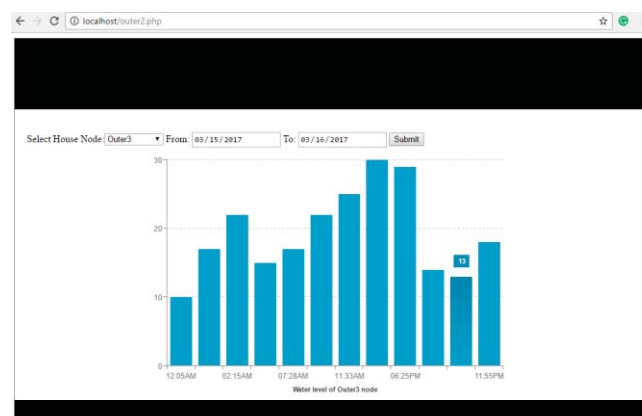 localhost/outer2.php
Select House Node: Outer3 From: 03/15/2017 To: 03/16/2017 Submit
30
20
13
10
0
12:05AM 02:15AM 07:28AM 11:33AM 06:25PM 11:55PM
Water level of Outer3 node